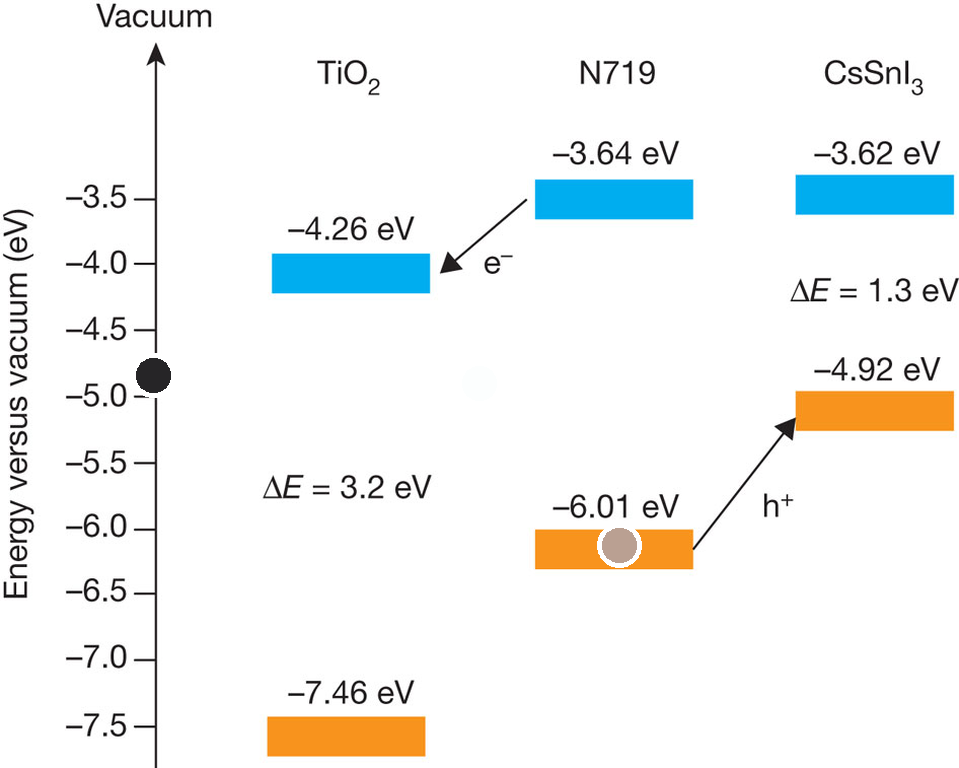 Vacuum
TiO₂
N719
CsSnI₃
–3.64 eV
–3.62 eV
–3.5
–4.26 eV
–4.0
e⁻
ΔE = 1.3 eV
–4.5
–4.92 eV
–5.0
Energy versus vacuum (eV)
–5.5
ΔE = 3.2 eV
–6.01 eV
h⁺
–6.0
–6.5
–7.0
–7.46 eV
–7.5